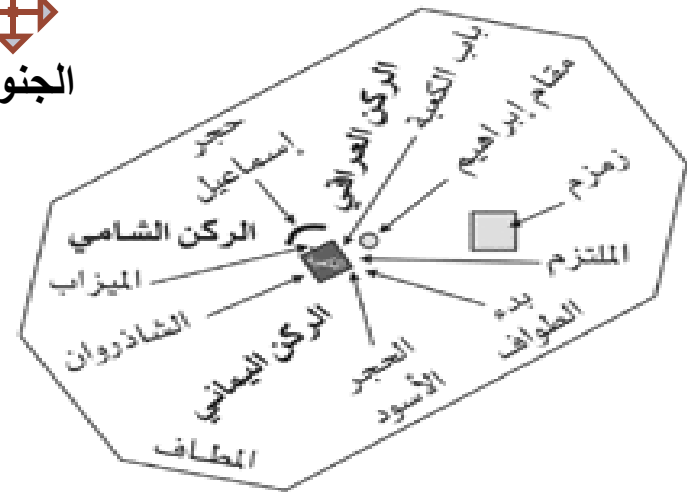 الجنو
باب الكعبة
مقام إبراهيم
الركن العراقي
حجر
إسماعيل
زمزم
الركن الشامي
الملتزم
الميزاب
بدء
الطواف
الشاذروان
الركن اليماني
الحجر
الأسود
المطاف